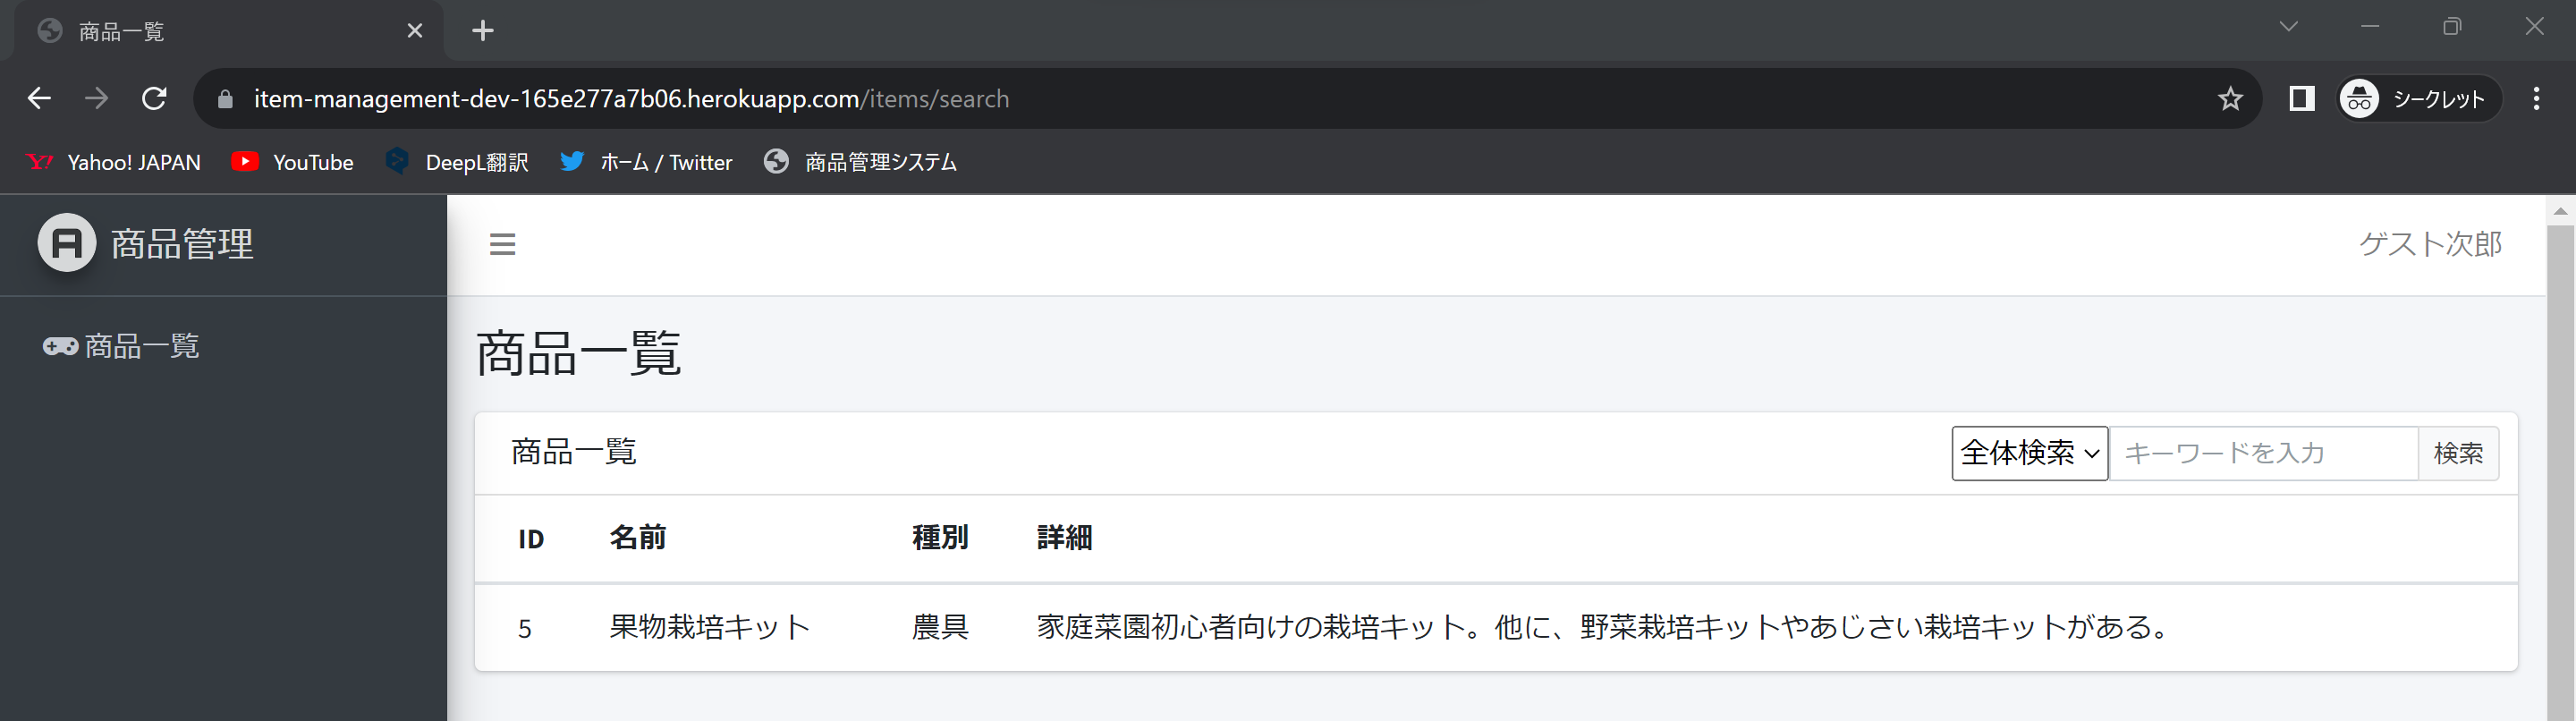 商品一覧
item-management-dev-165e277a7b06.herokuapp.com/items/search
シークレット
Yahoo! JAPAN
YouTube
DeepL翻訳
ホーム / Twitter
商品管理システム
商品管理
ゲスト次郎
商品一覧
商品一覧
商品一覧
全体検索
キーワードを入力
検索
ID 名前 種別 詳細
5 果物栽培キット 農具 家庭菜園初心者向けの栽培キット。他に、野菜栽培キットやあじさい栽培キットがある。